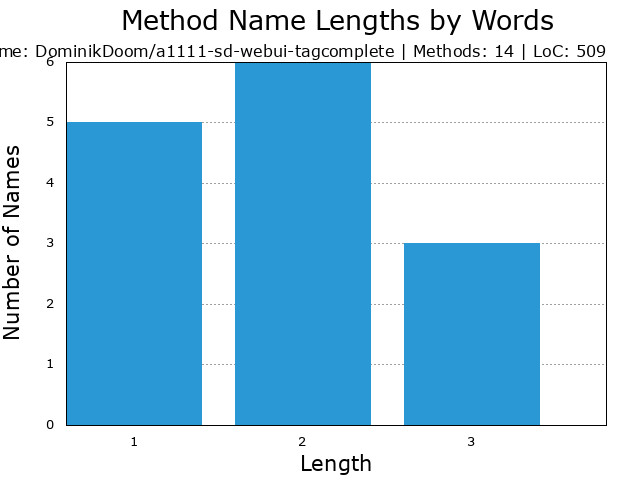 Method Name Lengths by Words
me: DominikDoom/a1111-sd-webui-tagcomplete | Methods: 14 | LoC: 509
6
5
4
3
2
1
0
Number of Names
1 2 3
Length